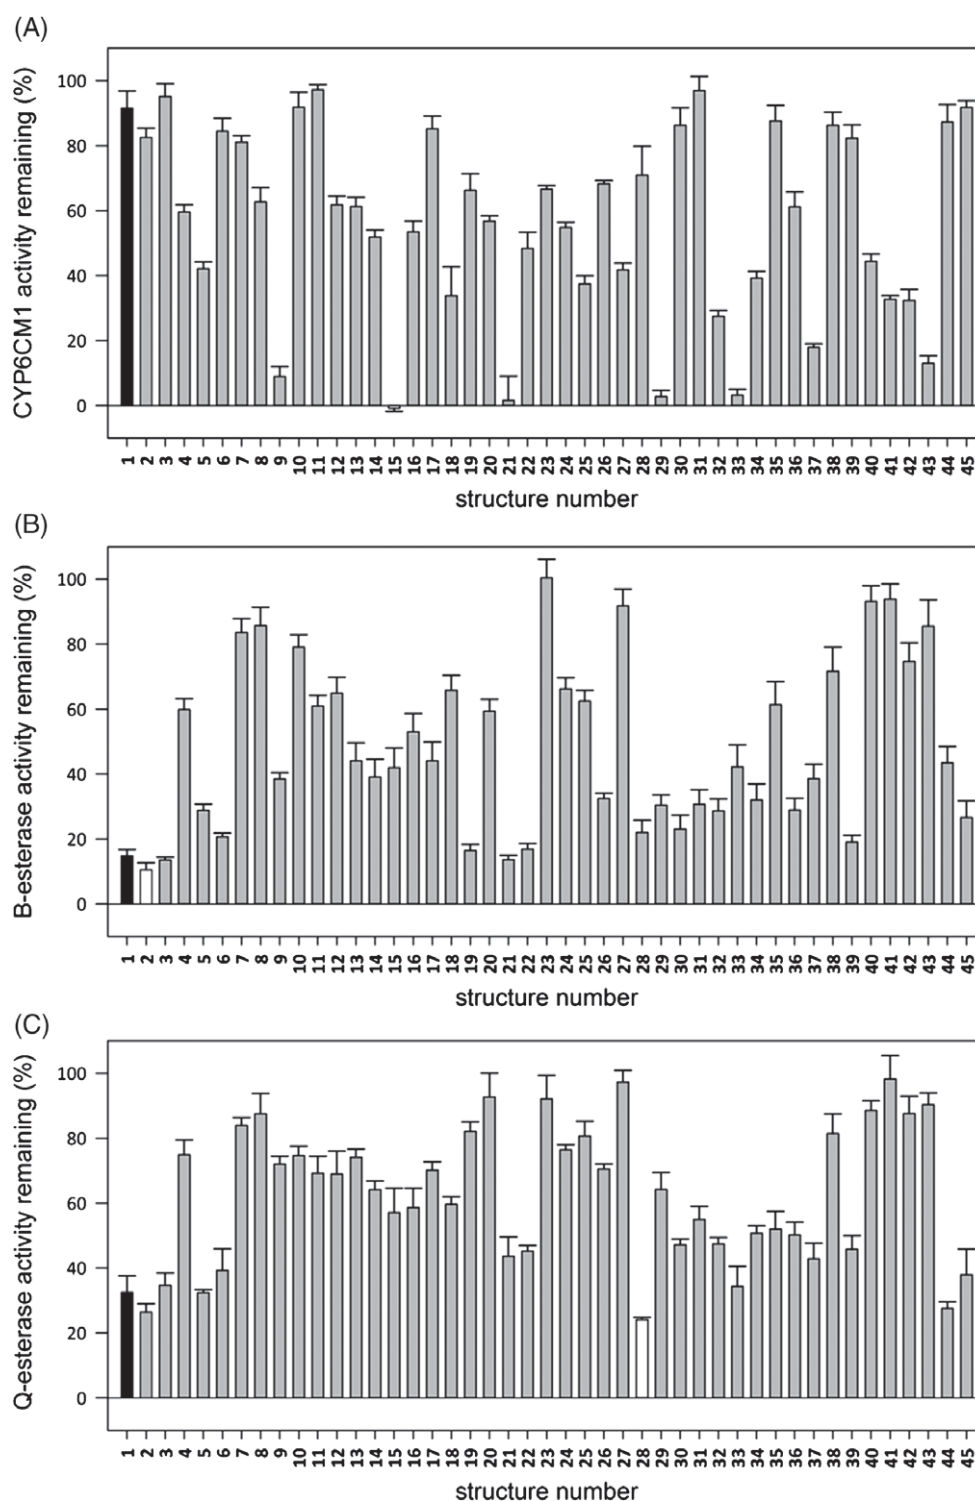 (A)
CYP6CM1 activity remaining (%)
100
80
60
40
20
0
1 2 3 4 5 6 7 8 9 10 11 12 13 14 15 16 17 18 19 20 21 22 23 24 25 26 27 28 29 30 31 32 33 34 35 36 37 38 39 40 41 42 43 44 45
structure number
(B)
B-esterase activity remaining (%)
100
80
60
40
20
0
1 2 3 4 5 6 7 8 9 10 11 12 13 14 15 16 17 18 19 20 21 22 23 24 25 26 27 28 29 30 31 32 33 34 35 36 37 38 39 40 41 42 43 44 45
structure number
(C)
Q-esterase activity remaining (%)
100
80
60
40
20
0
1 2 3 4 5 6 7 8 9 10 11 12 13 14 15 16 17 18 19 20 21 22 23 24 25 26 27 28 29 30 31 32 33 34 35 36 37 38 39 40 41 42 43 44 45
structure number